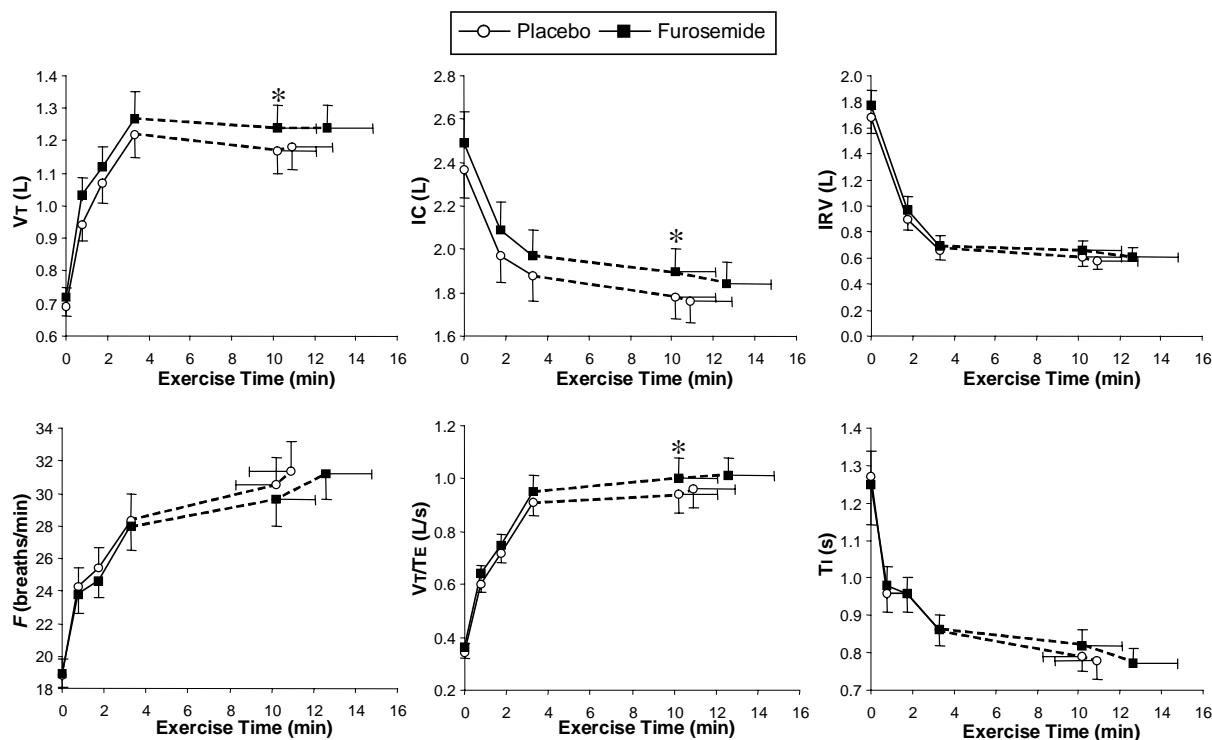 Placebo Furosemide
VT (L)
1.4
1.3
1.2
1.1
1.0
0.9
0.8
0.7
0.6
*
0 2 4 6 8 10 12 14 16
Exercise Time (min)
IC (L)
2.8
2.6
2.4
2.2
2.0
1.8
1.6
*
0 2 4 6 8 10 12 14 16
Exercise Time (min)
IRV (L)
2.0
1.8
1.6
1.4
1.2
1.0
0.8
0.6
0.4
0.2
0.0
0 2 4 6 8 10 12 14 16
Exercise Time (min)
F (breaths/min)
34
32
30
28
26
24
22
20
18
0 2 4 6 8 10 12 14 16
Exercise Time (min)
VT/TE (L/s)
1.2
1.0
0.8
0.6
0.4
0.2
*
0 2 4 6 8 10 12 14 16
Exercise Time (min)
TI (s)
1.4
1.3
1.2
1.1
1.0
0.9
0.8
0.7
0 2 4 6 8 10 12 14 16
Exercise Time (min)